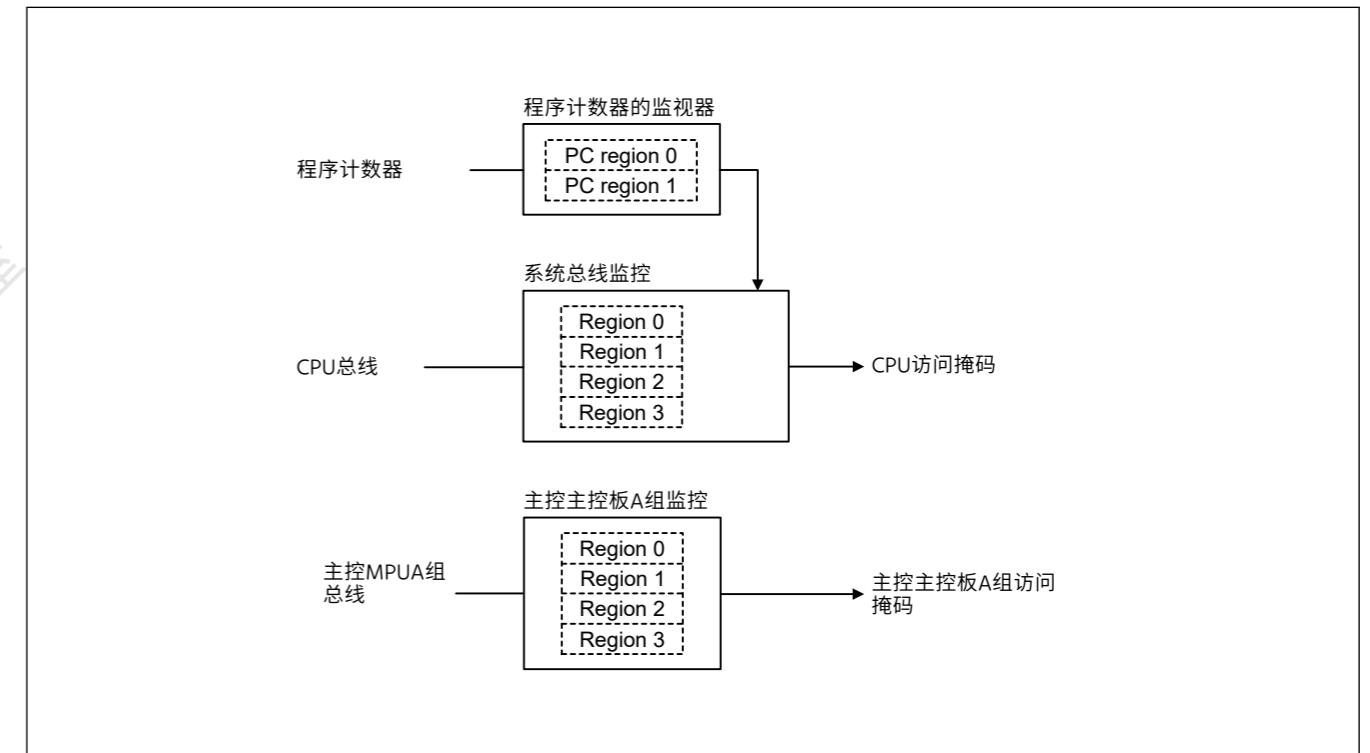 程序计数器的监视器
程序计数器
PC region 0
PC region 1
系统总线监控
CPU总线
Region 0
Region 1
Region 2
Region 3
CPU访问掩码
主控主控板A组监控
主控MPUA组
总线
Region 0
Region 1
Region 2
Region 3
主控主控板A组访问
掩码